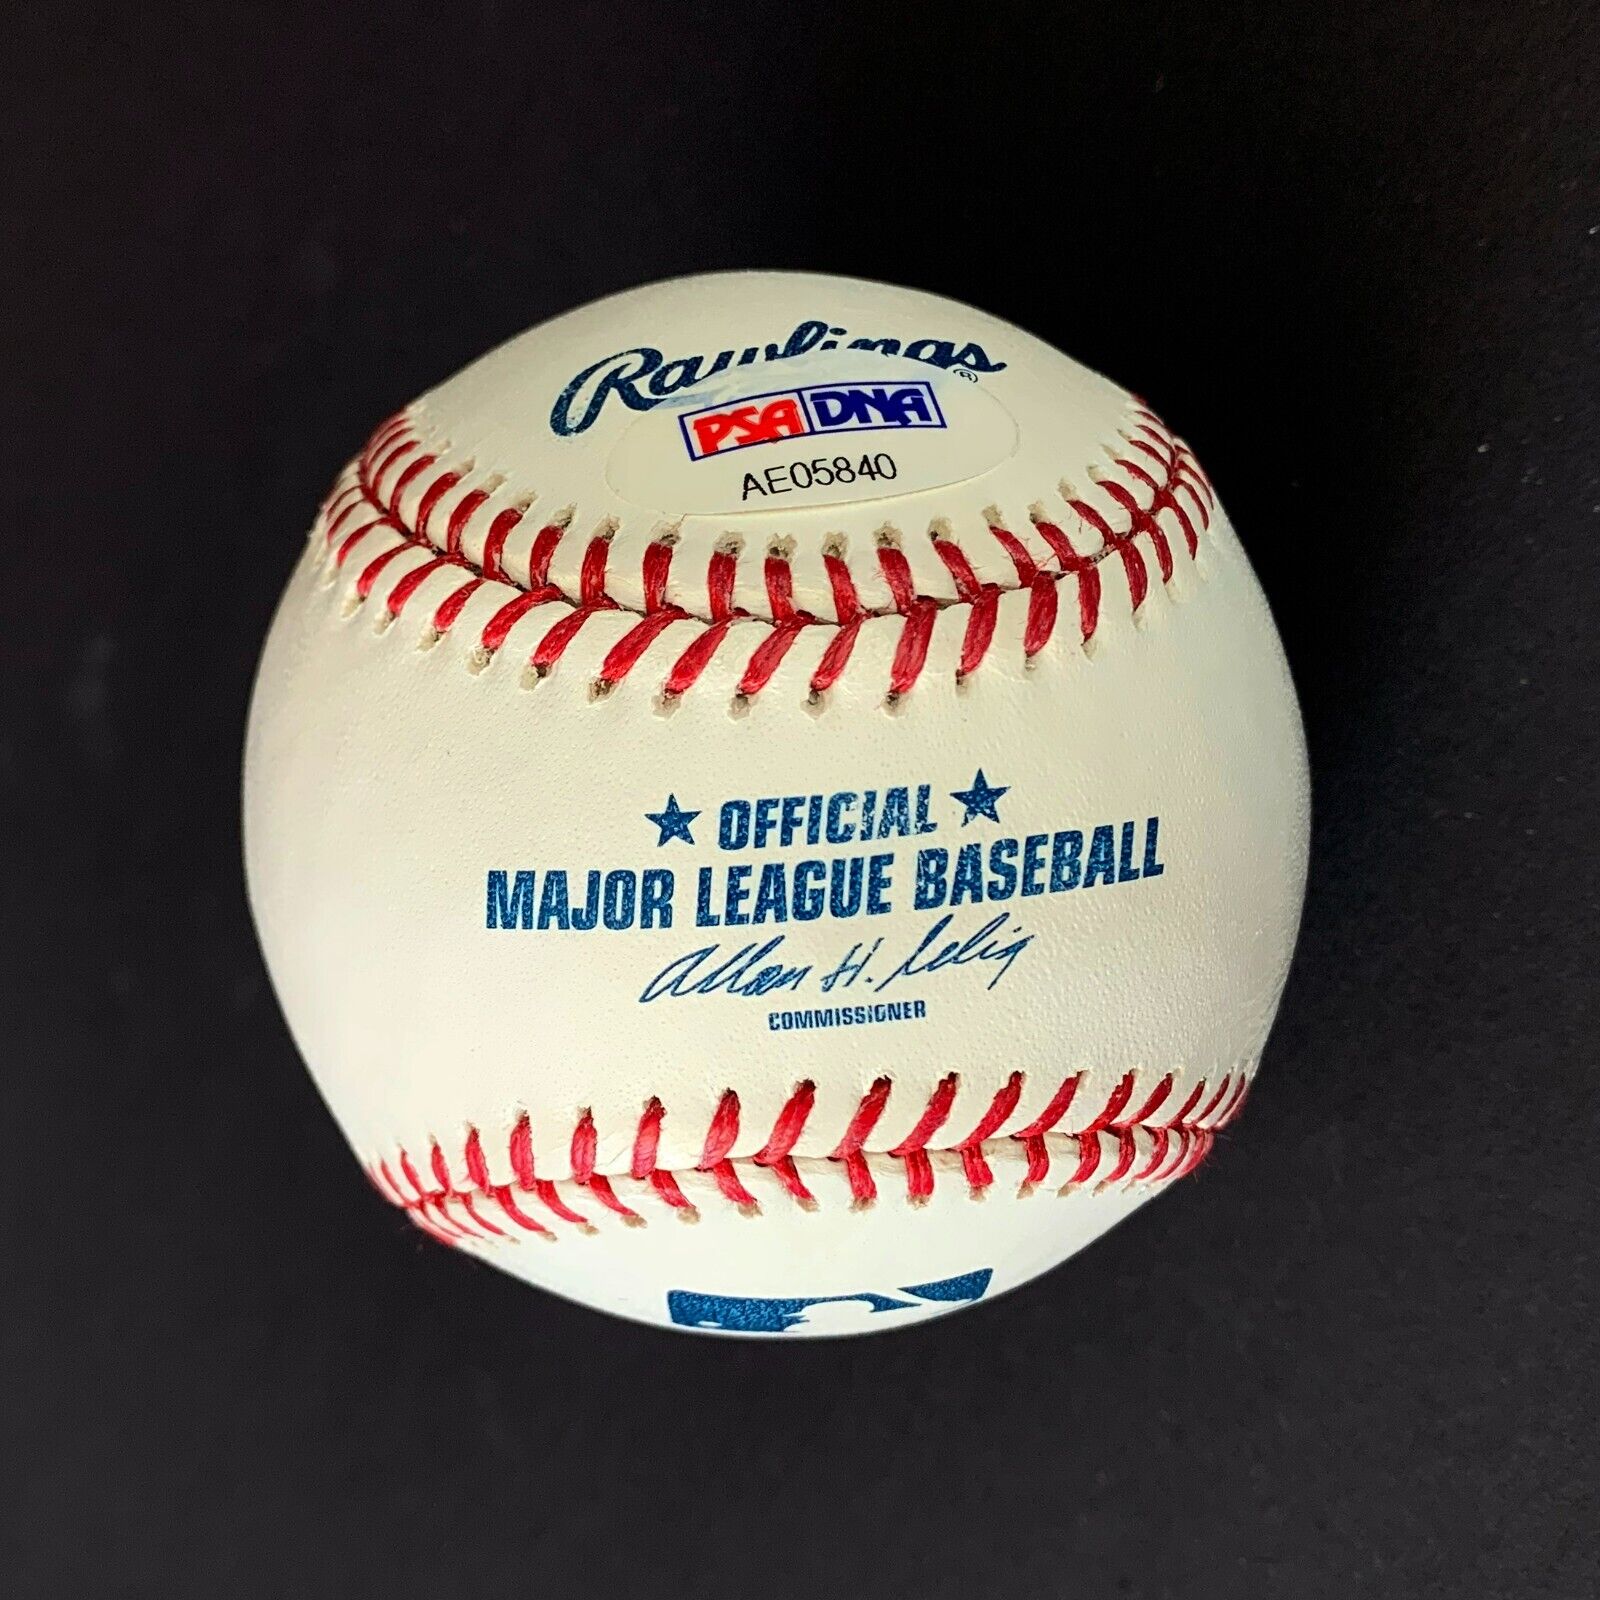 Rawlings
®
PSA DNA
AE05840
★ OFFICIAL ★
MAJOR LEAGUE BASEBALL
Allan H. Selig
COMMISSIONER